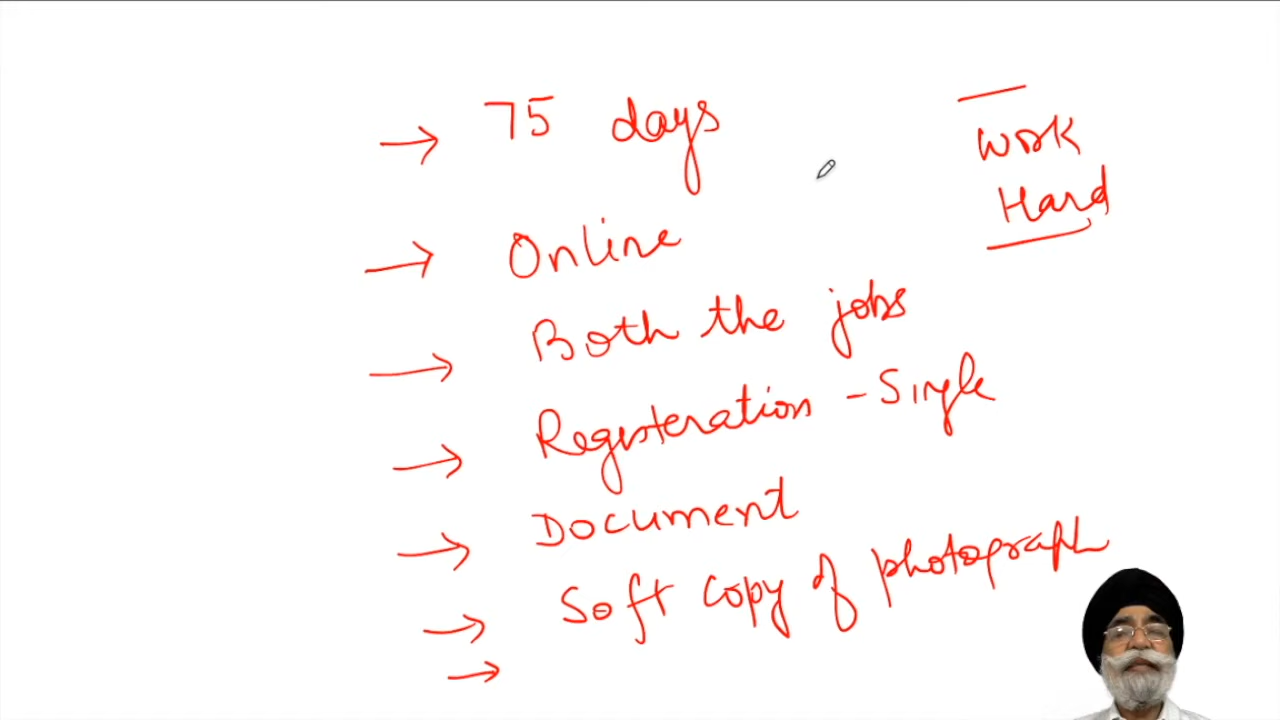 → 75 days
→ Online
→ Both the jobs
→ Registeration - Single
→ Document
→ Soft copy of photograph
→
Work
Hard